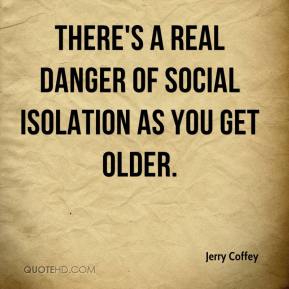 THERE'S A REAL
DANGER OF SOCIAL
ISOLATION AS YOU GET
OLDER.
Jerry Coffey
QUOTEHD.COM